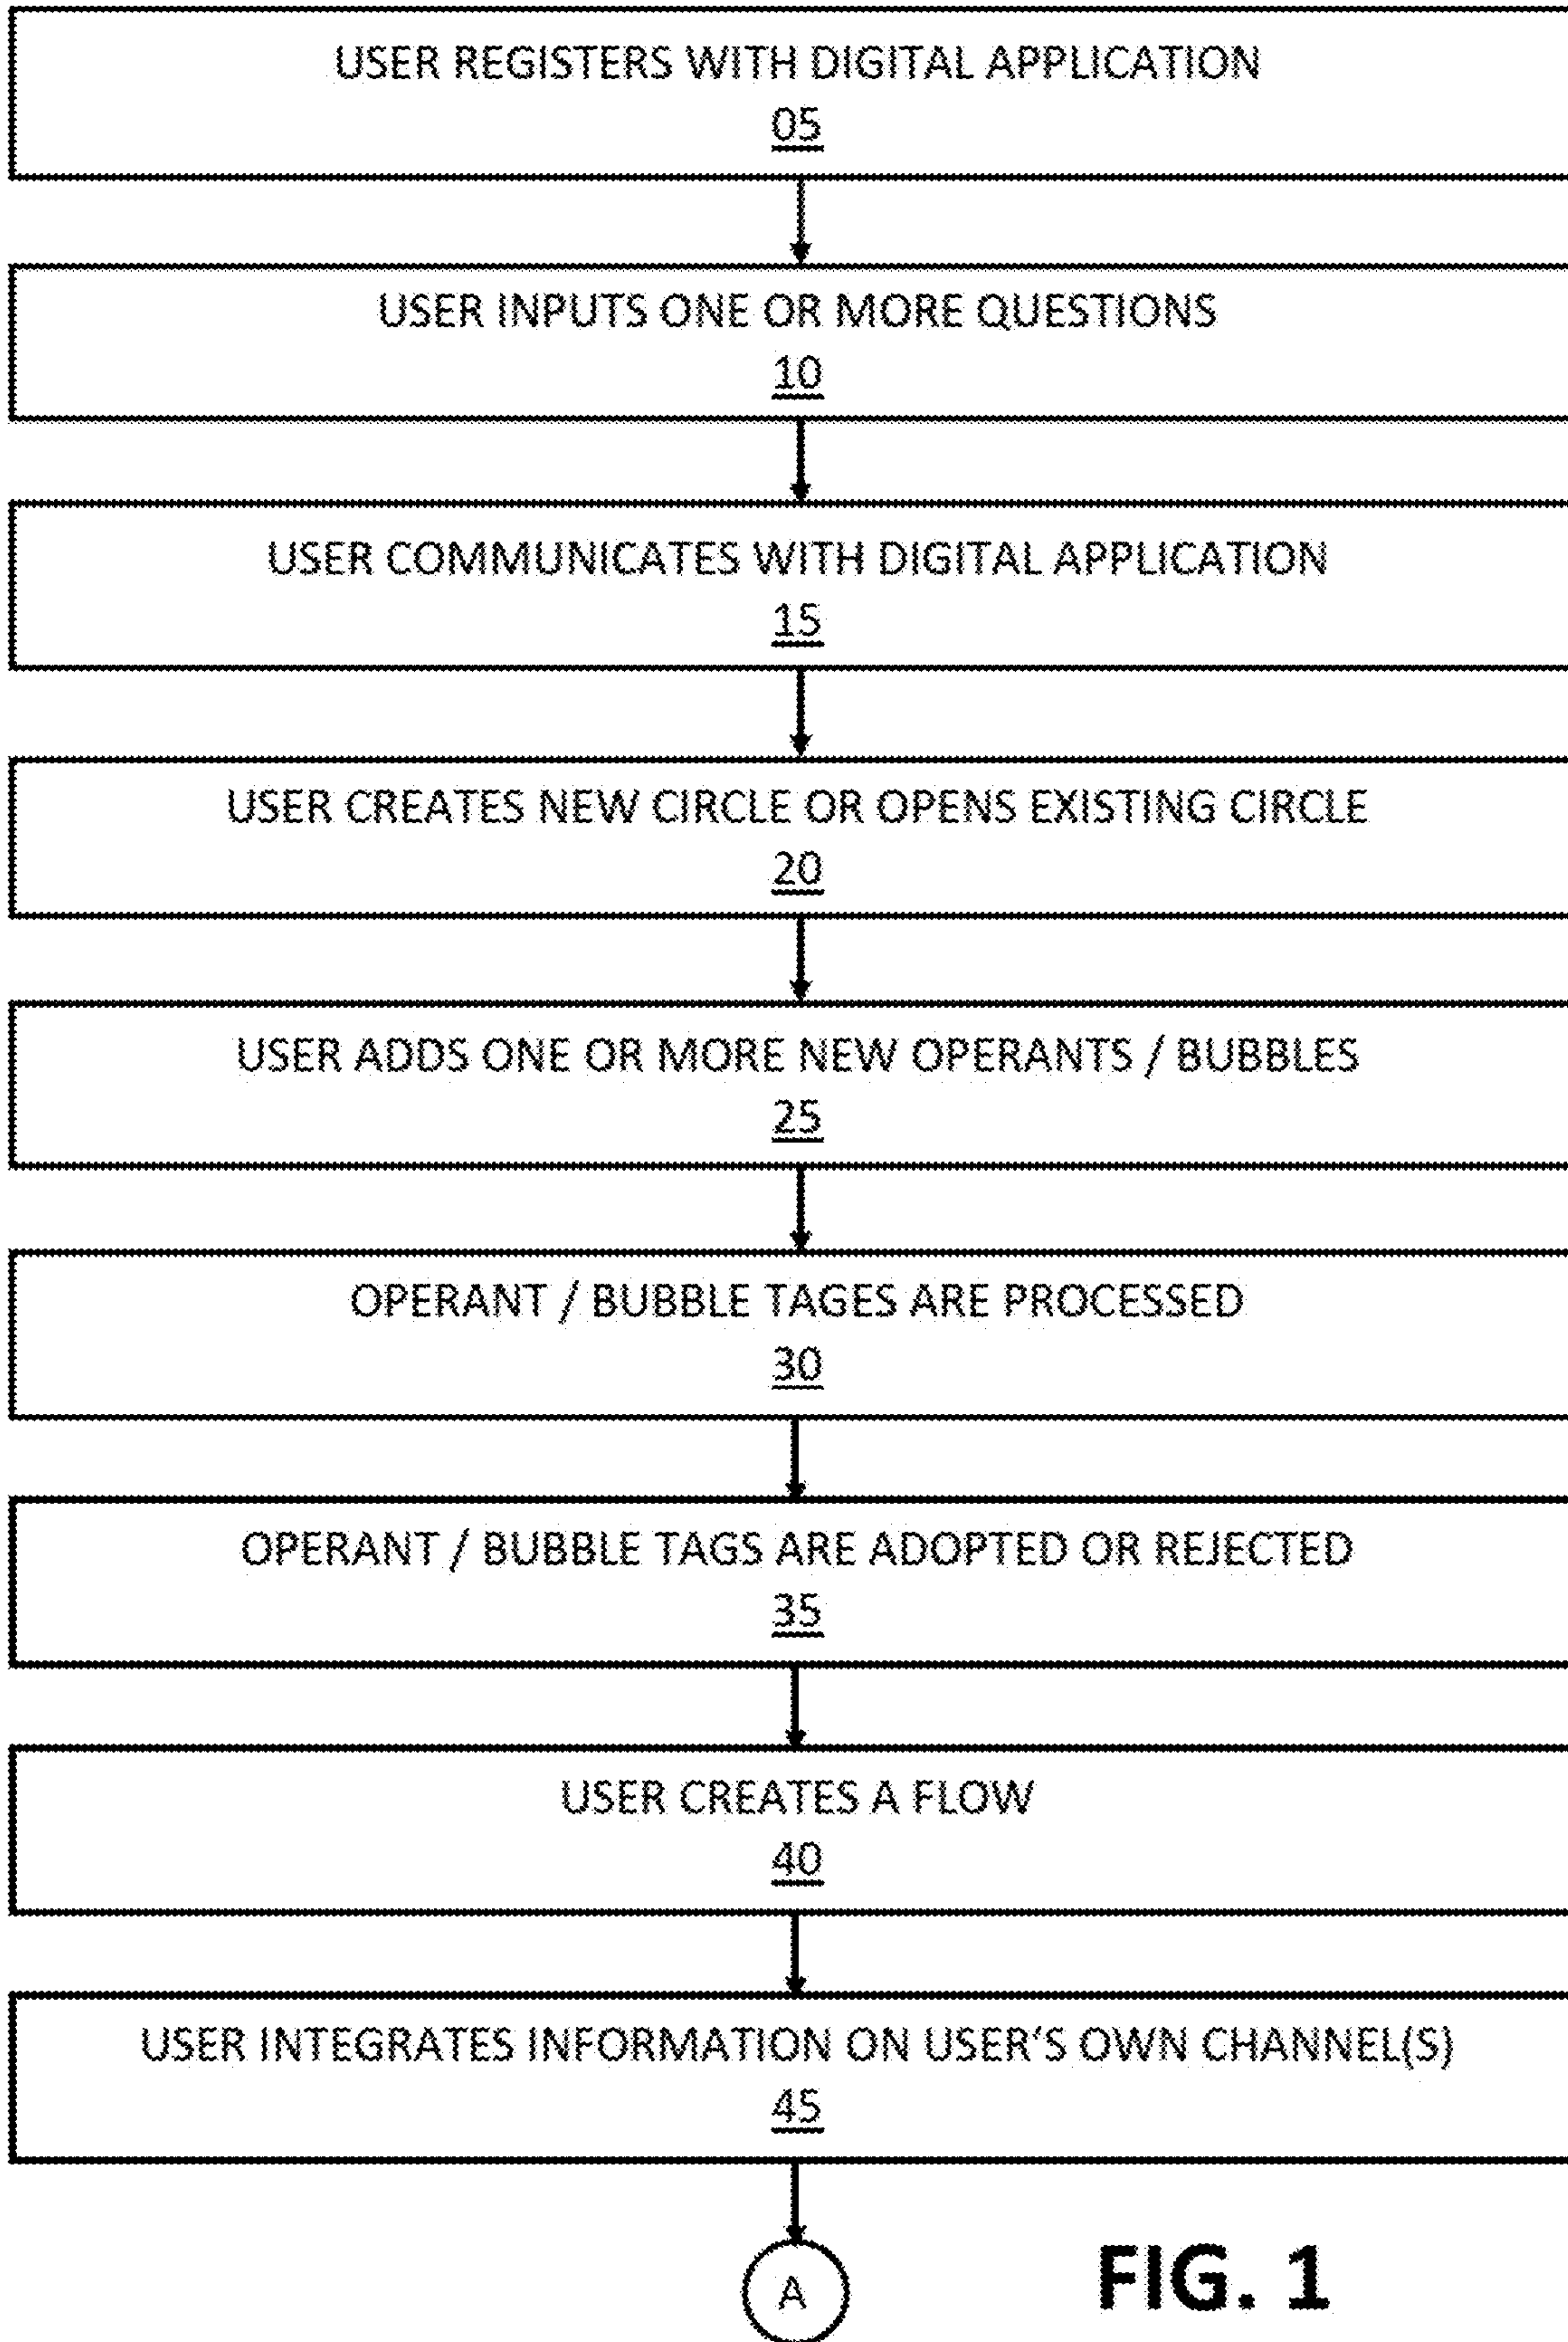 USER REGISTERS WITH DIGITAL APPLICATION
05
USER INPUTS ONE OR MORE QUESTIONS
10
USER COMMUNICATES WITH DIGITAL APPLICATION
15
USER CREATES NEW CIRCLE OR OPENS EXISTING CIRCLE
20
USER ADDS ONE OR MORE NEW OPERANTS / BUBBLES
25
OPERANT / BUBBLE TAGES ARE PROCESSED
30
OPERANT / BUBBLE TAGS ARE ADOPTED OR REJECTED
35
USER CREATES A FLOW
40
USER INTEGRATES INFORMATION ON USER'S OWN CHANNEL(S)
45
A
FIG. 1